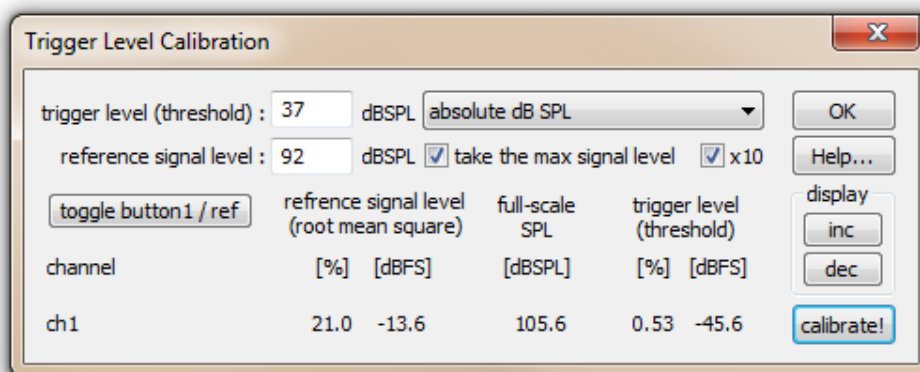 Trigger Level Calibration
trigger level (threshold) : 37 dBSPL absolute dB SPL OK
reference signal level : 92 dBSPL take the max signal level x10 Help...
toggle button1 / ref refrence signal level full-scale trigger level display
(root mean square) SPL (threshold) inc
channel [%] [dBFS] [dBSPL] [%] [dBFS] dec
ch1 21.0 -13.6 105.6 0.53 -45.6 calibrate!